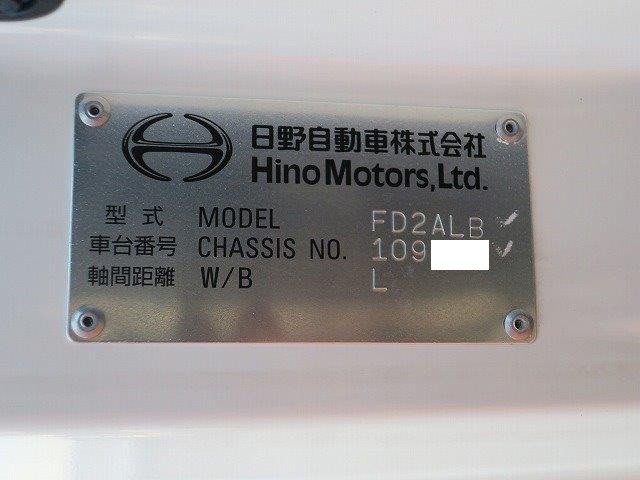 日野自動車株式会社
Hino Motors,Ltd.
型式 MODEL FD2ALB
車台番号 CHASSIS NO. 109
軸間距離 W/B L